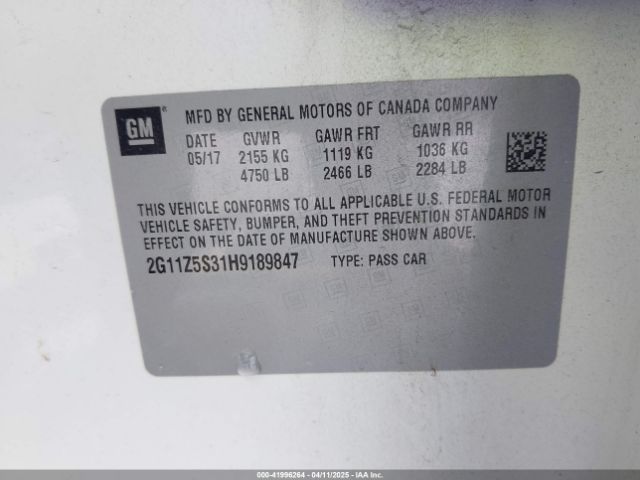 GM
MFD BY GENERAL MOTORS OF CANADA COMPANY
DATE GVWR GAWR FRT GAWR RR
05/17 2155 KG 1119 KG 1036 KG
4750 LB 2466 LB 2284 LB
THIS VEHICLE CONFORMS TO ALL APPLICABLE U.S. FEDERAL MOTOR
VEHICLE SAFETY, BUMPER, AND THEFT PREVENTION STANDARDS IN
EFFECT ON THE DATE OF MANUFACTURE SHOWN ABOVE.
2G11Z5S31H9189847 TYPE: PASS CAR
000-41996264 - 04/11/2025 - IAAI.COM